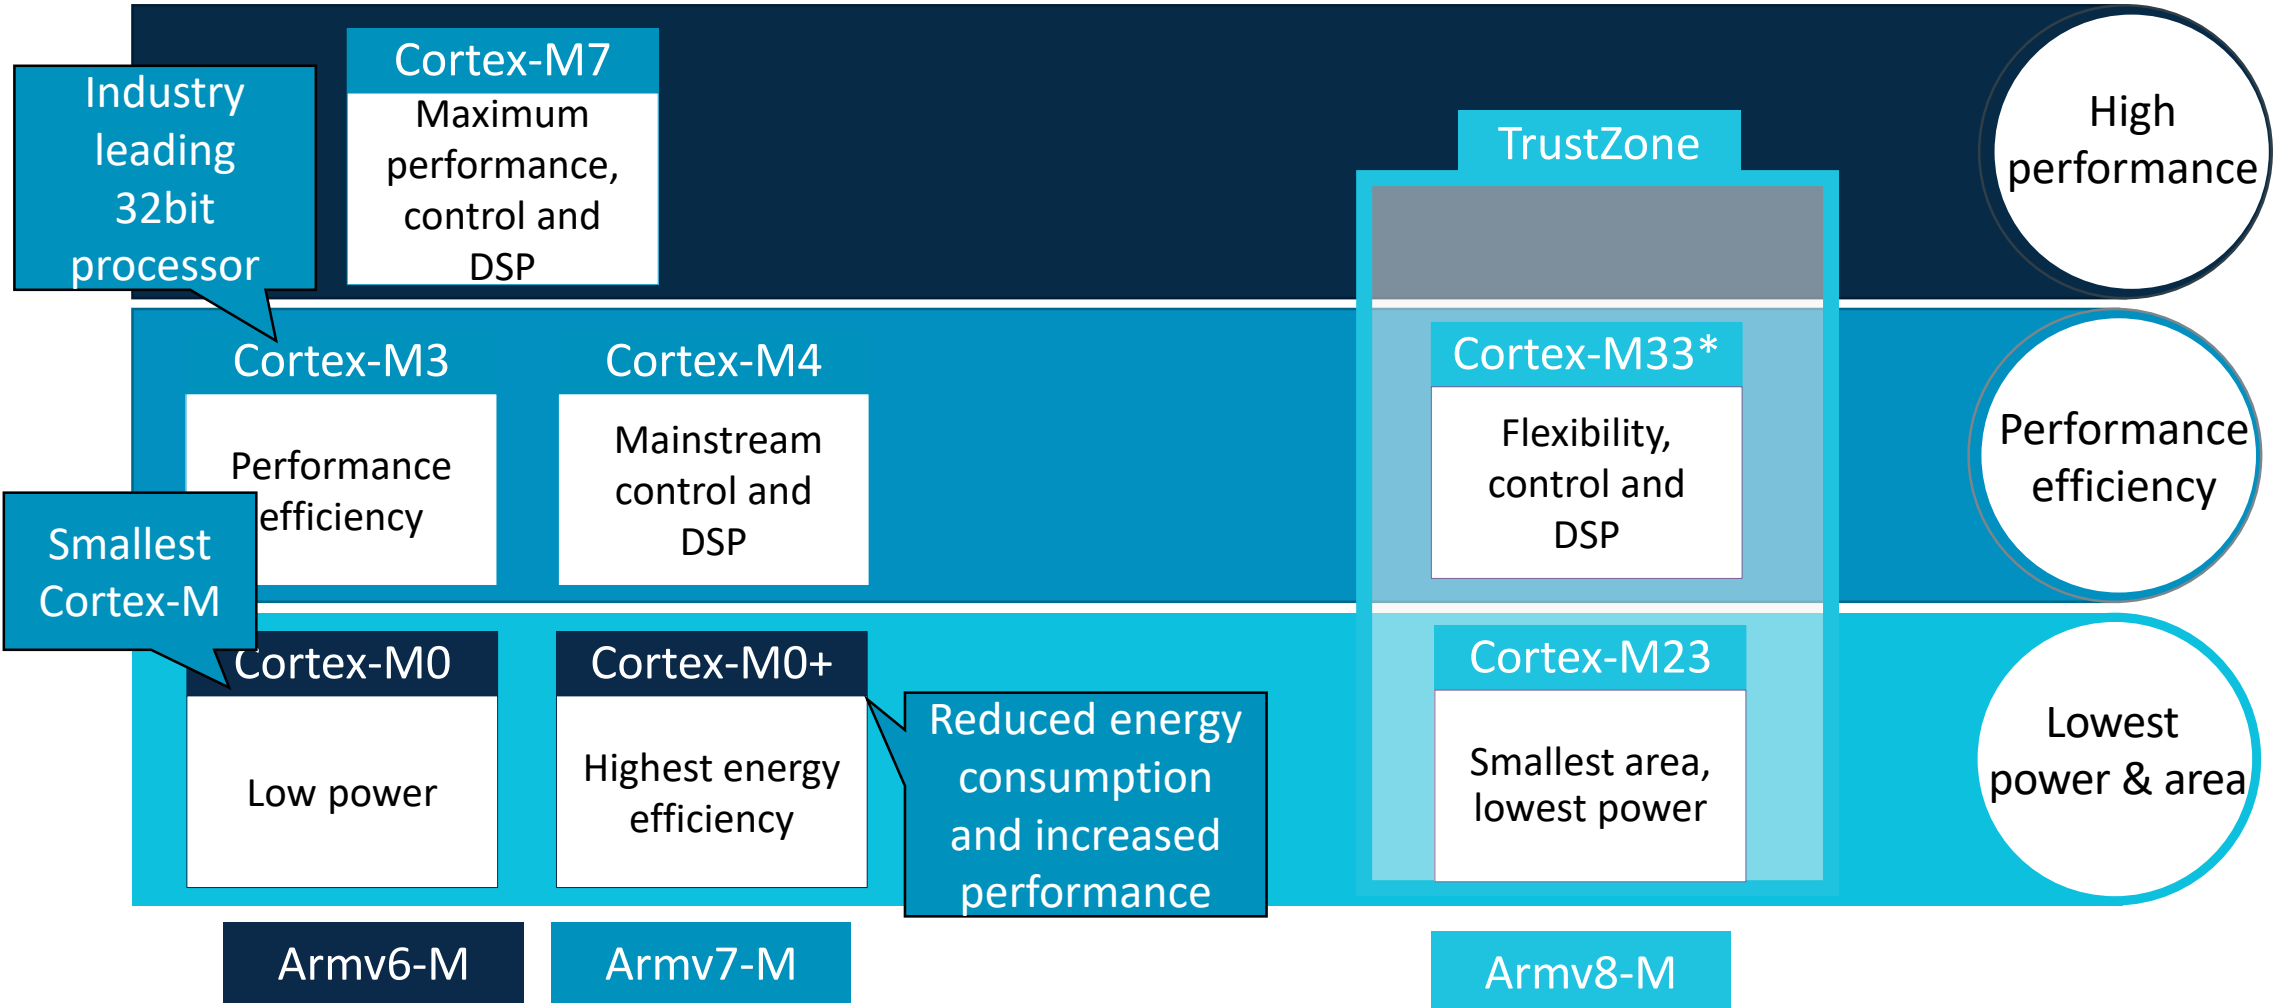 Cortex-M7
Maximum
performance,
control and
DSP
Industry
leading
32bit
processor
TrustZone
High
performance
Cortex-M3
Performance
efficiency
Cortex-M4
Mainstream
control and
DSP
Cortex-M33*
Flexibility,
control and
DSP
Performance
efficiency
Smallest
Cortex-M
Cortex-M0
Low power
Cortex-M0+
Highest energy
efficiency
Reduced energy
consumption
and increased
performance
Cortex-M23
Smallest area,
lowest power
Lowest
power & area
Armv6-M
Armv7-M
Armv8-M